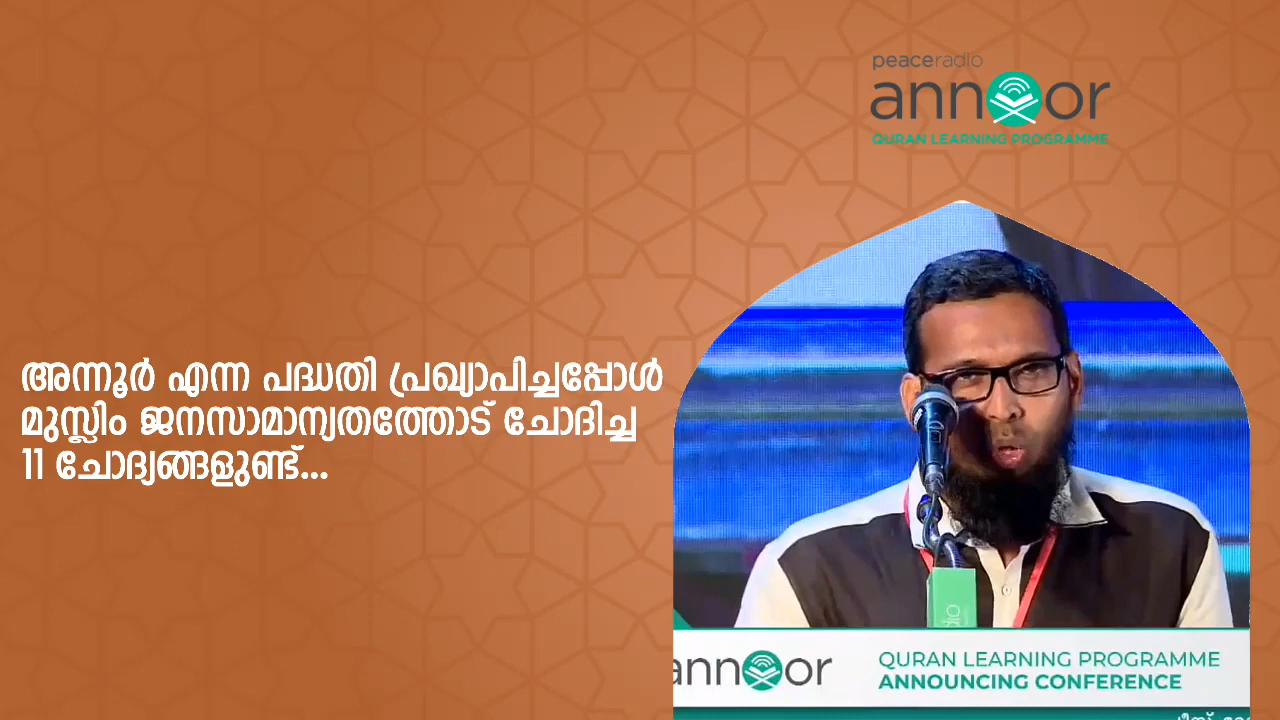 peaceradio
annoor
QURAN LEARNING PROGRAMME
അന്നൂർ എന്ന പദ്ധതി പ്രഖ്യാപിച്ചപ്പോൾ
മുസ്ലിം ജനസാമാന്യതത്തോട് ചോദിച്ച
11 ചോദ്യങ്ങളുണ്ട്...
annoor
QURAN LEARNING PROGRAMME
ANNOUNCING CONFERENCE